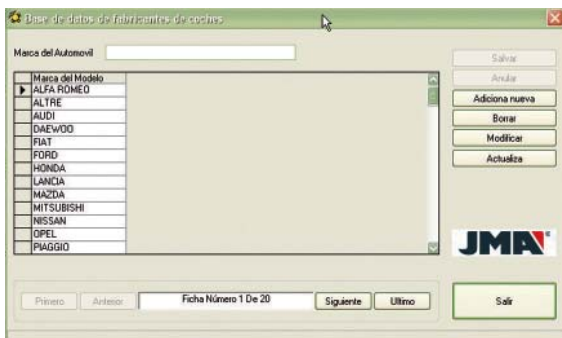 Base de datos de fabricantes de coches
Marca del Automovil
Salvar
Anular
Adiciona nueva
Borrar
Modificar
Actualiza
Marca del Modelo
ALFA ROMEO
ALTRE
AUDI
DAEWOO
FIAT
FORD
HONDA
LANCIA
MAZDA
MITSUBISHI
NISSAN
OPEL
PIAGGIO
JMA
Primero
Anterior
Ficha Número 1 De 20
Siguiente
Ultimo
Salir